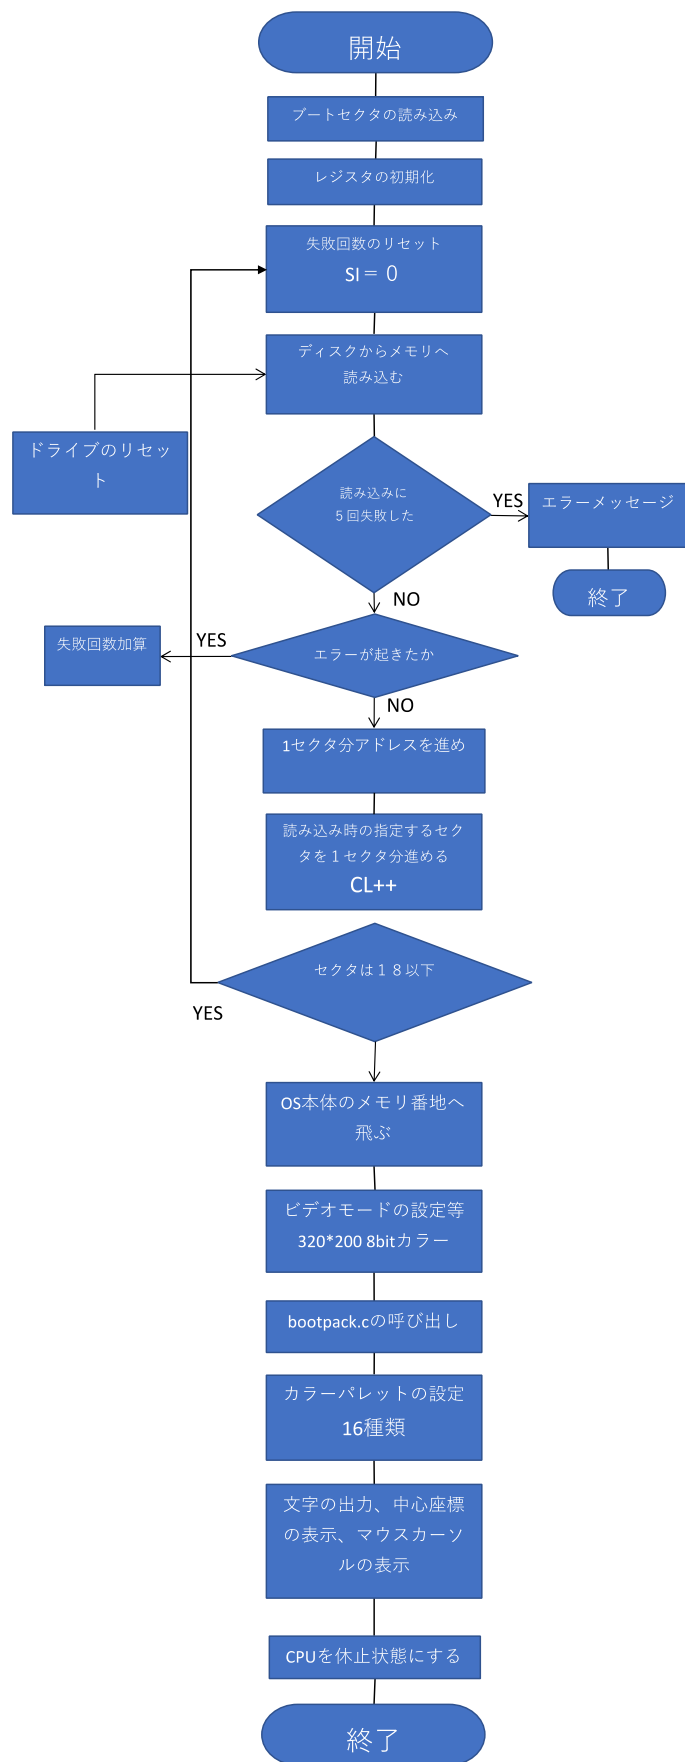 開始
ブートセクタの読み込み
レジスタの初期化
失敗回数のリセット
SI＝０
ディスクからメモリへ
読み込む
ドライブのリセッ
ト
読み込みに
５回失敗した
YES
エラーメッセージ
終了
NO
エラーが起きたか
YES
失敗回数加算
NO
1セクタ分アドレスを進め
読み込み時の指定するセク
タを１セクタ分進める
CL++
セクタは１８以下
YES
OS本体のメモリ番地へ
飛ぶ
ビデオモードの設定等
320*200 8bitカラー
bootpack.cの呼び出し
カラーパレットの設定
16種類
文字の出力、中心座標
の表示、マウスカーソ
ルの表示
CPUを休止状態にする
終了